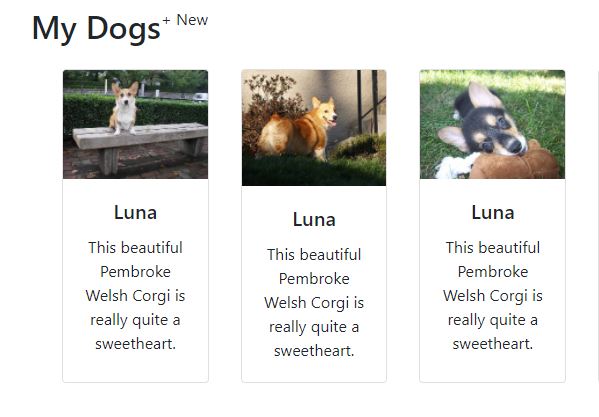 My Dogs+ New
Luna
This beautiful
Pembroke
Welsh Corgi is
really quite a
sweetheart.
Luna
This beautiful
Pembroke
Welsh Corgi is
really quite a
sweetheart.
Luna
This beautiful
Pembroke
Welsh Corgi is
really quite a
sweetheart.